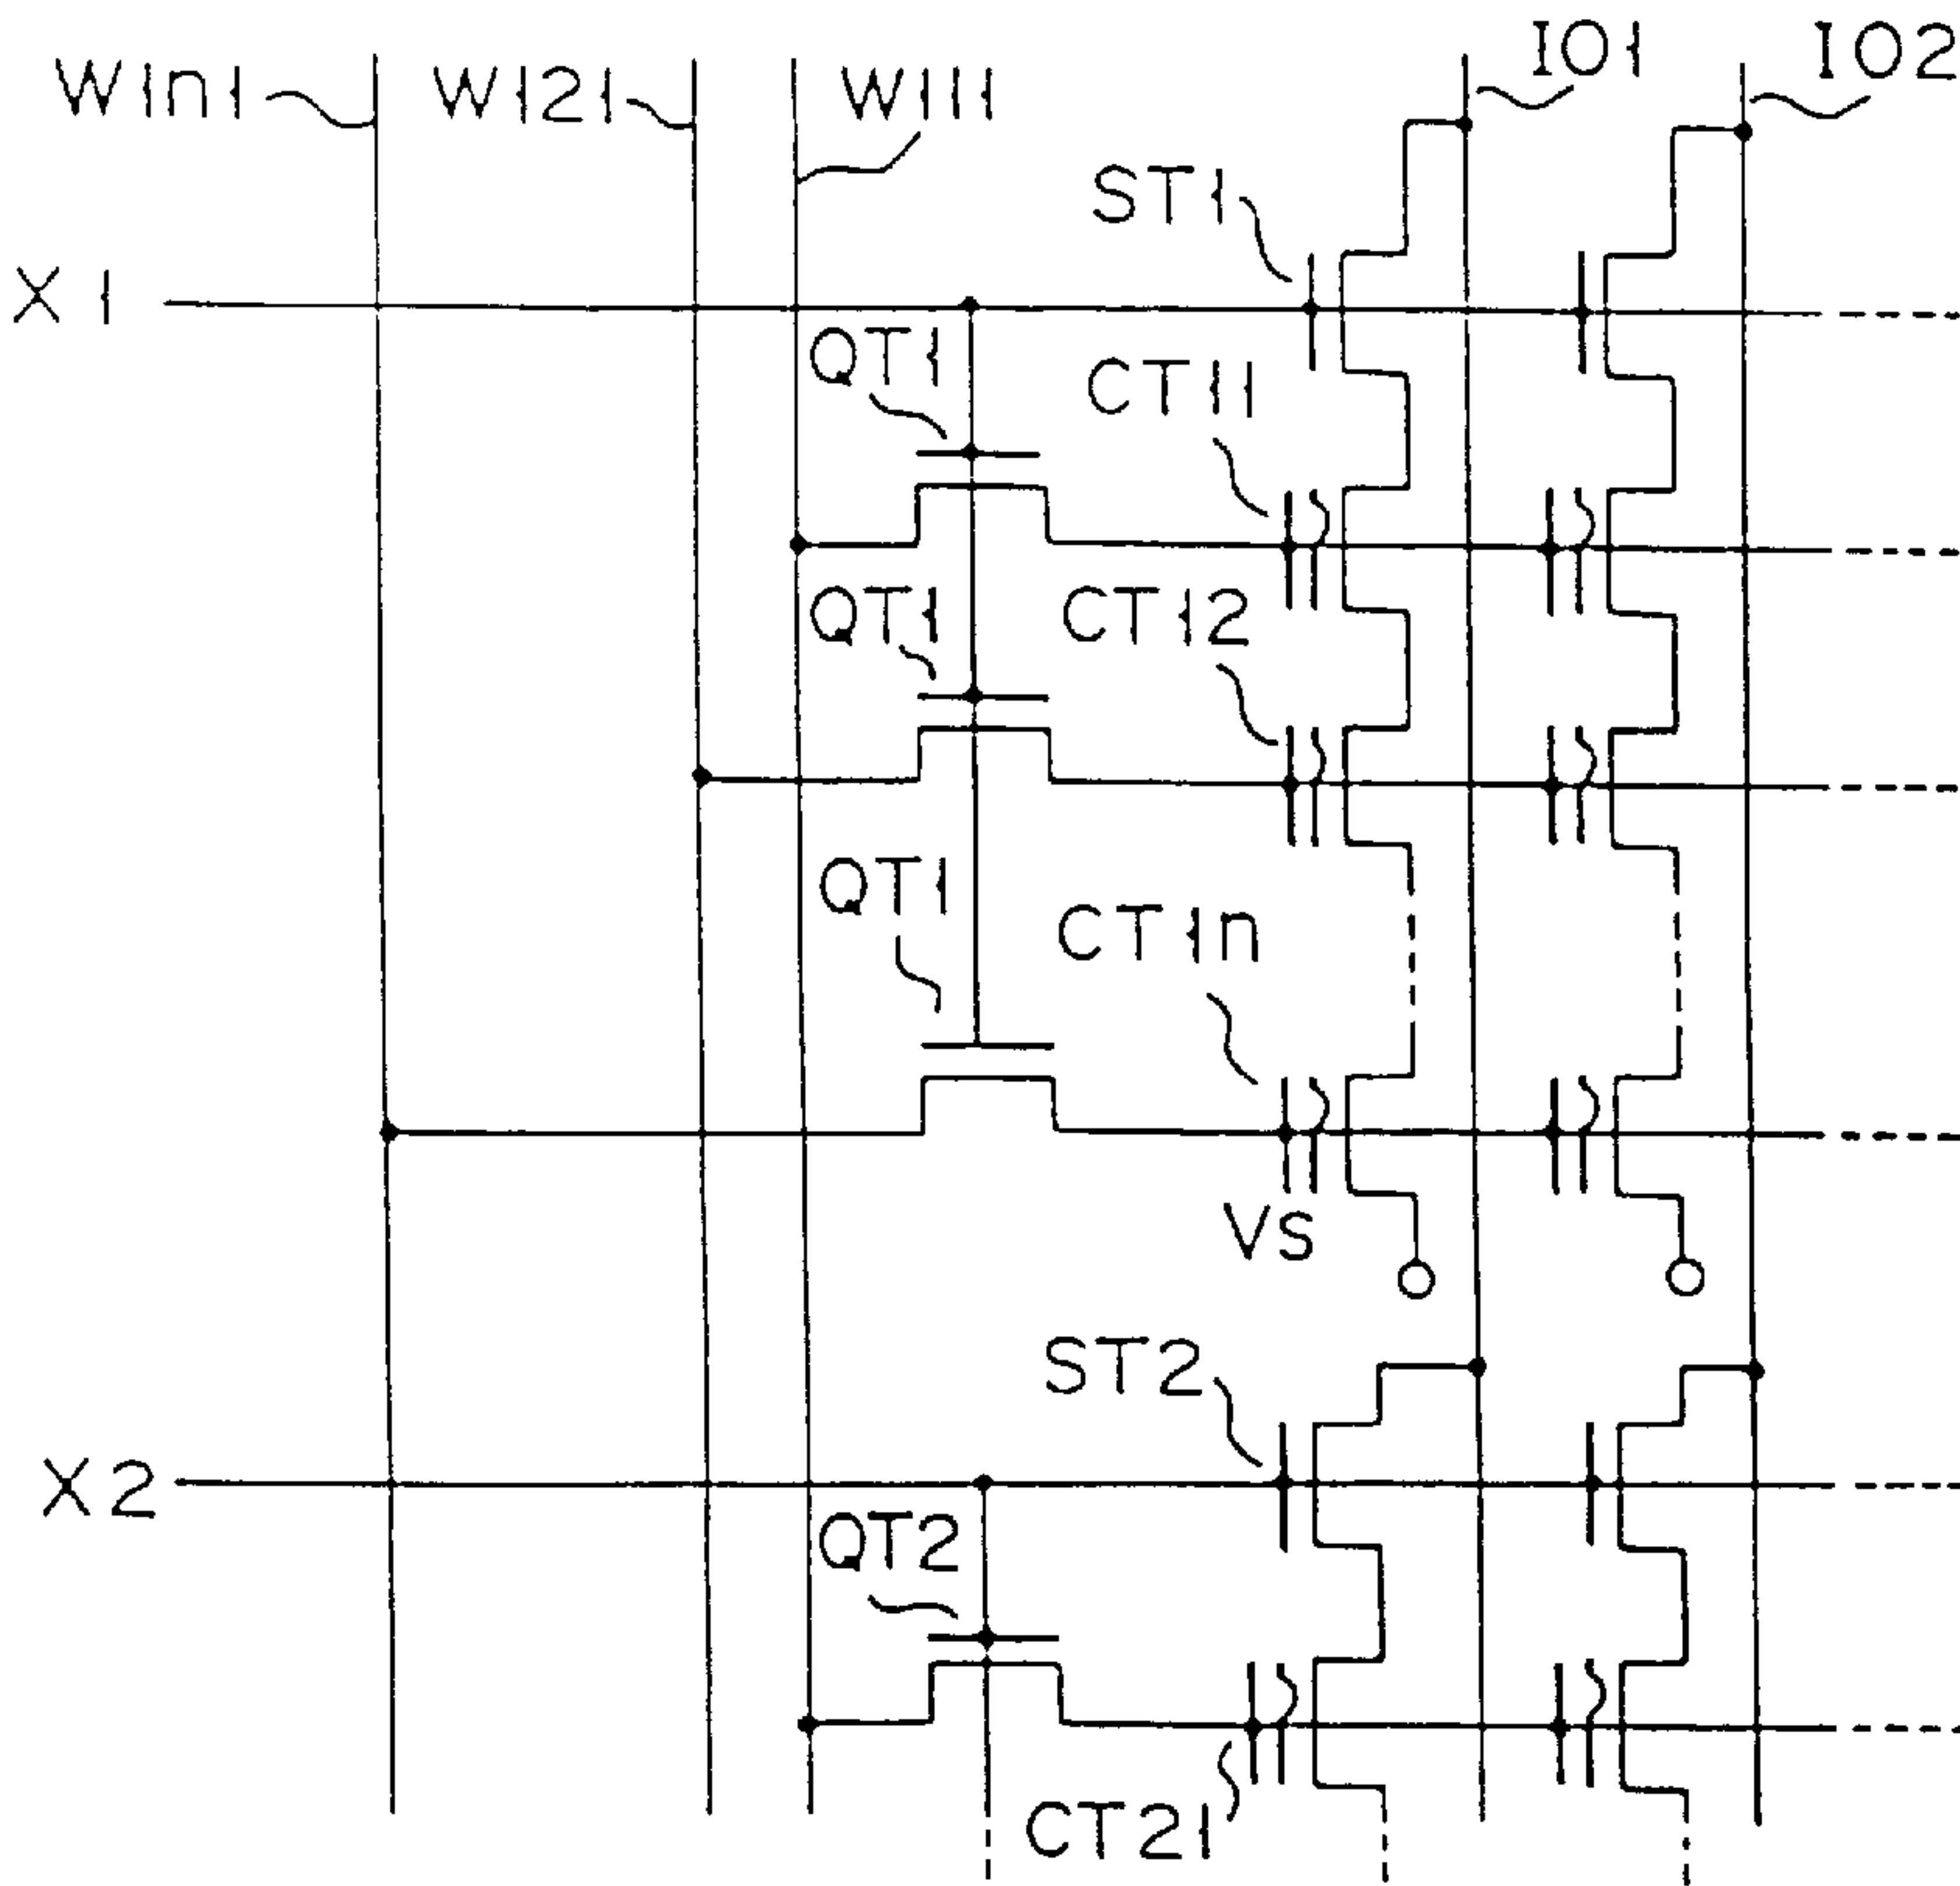 W1n1
W121
W111
IO1
IO2
ST1
X1
QT1
CT11
QT1
CT12
QT1
CT1n
VS
ST2
X2
QT2
CT21